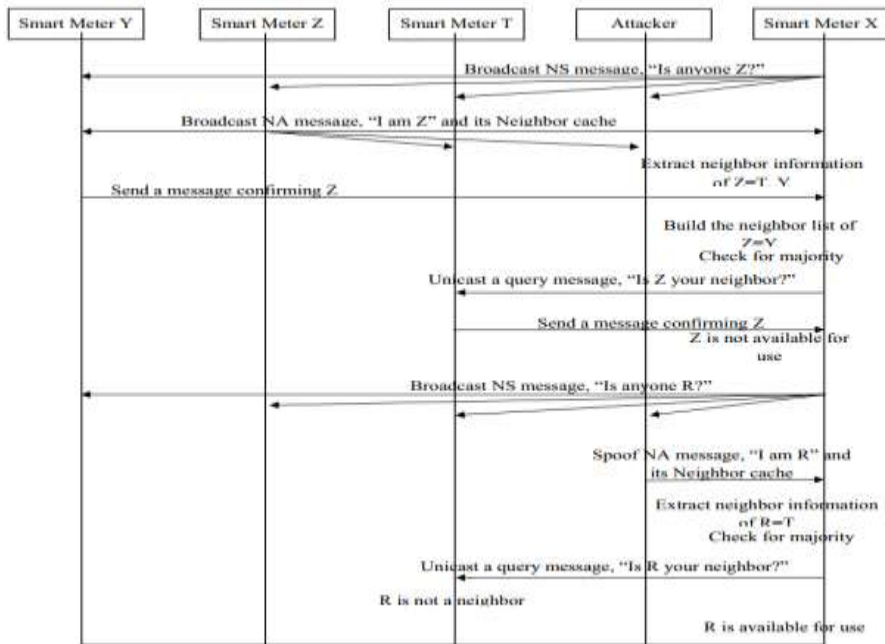 Smart Meter Y
Smart Meter Z
Smart Meter T
Attacker
Smart Meter X
Broadcast NS message, “Is anyone Z?”
Broadcast NA message, “I am Z” and its Neighbor cache
Extract neighbor information
of Z=T, Y
Send a message confirming Z
Build the neighbor list of
Z=Y
Check for majority
Unicast a query message, “Is Z your neighbor?”
Send a message confirming Z
Z is not available for
use
Broadcast NS message, “Is anyone R?”
Spoof NA message, “I am R” and
its Neighbor cache
Extract neighbor information
of R=T
Check for majority
Unicast a query message, “Is R your neighbor?”
R is not a neighbor
R is available for use